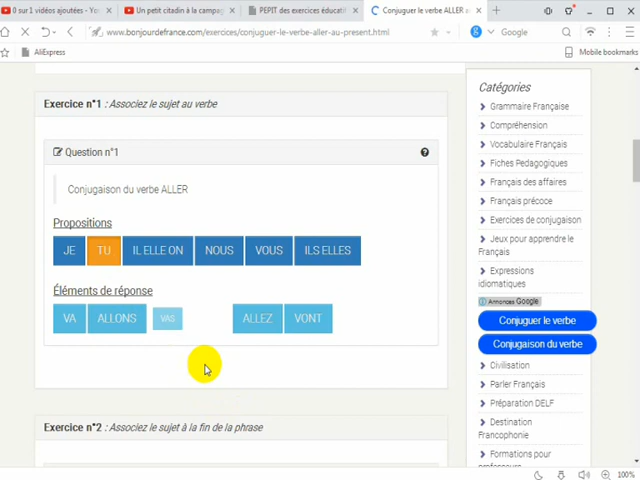 0 sur 1 vidéos ajoutées - Yo
Un petit citadin à la campag
PEPIT des exercices éducatif
Conjuguer le verbe ALLER
www.bonjourdefrance.com/exercices/conjuguer-le-verbe-aller-au-present.html
Google
AliExpress
Mobile bookmarks
Exercice n°1 : Associez le sujet au verbe
Question n°1
Conjugaison du verbe ALLER
Propositions
JE TU IL ELLE ON NOUS VOUS ILS ELLES
Éléments de réponse
VA ALLONS VAS ALLEZ VONT
Exercice n°2 : Associez le sujet à la fin de la phrase
Catégories
Grammaire Française
Compréhension
Vocabulaire Français
Fiches Pedagogiques
Français des affaires
Français précoce
Exercices de conjugaison
Jeux pour apprendre le
Français
Expressions
idiomatiques
Annonces Google
Conjuguer le verbe
Conjugaison du verbe
Civilisation
Parler Français
Préparation DELF
Destination
Francophonie
Formations pour
professeurs
100%